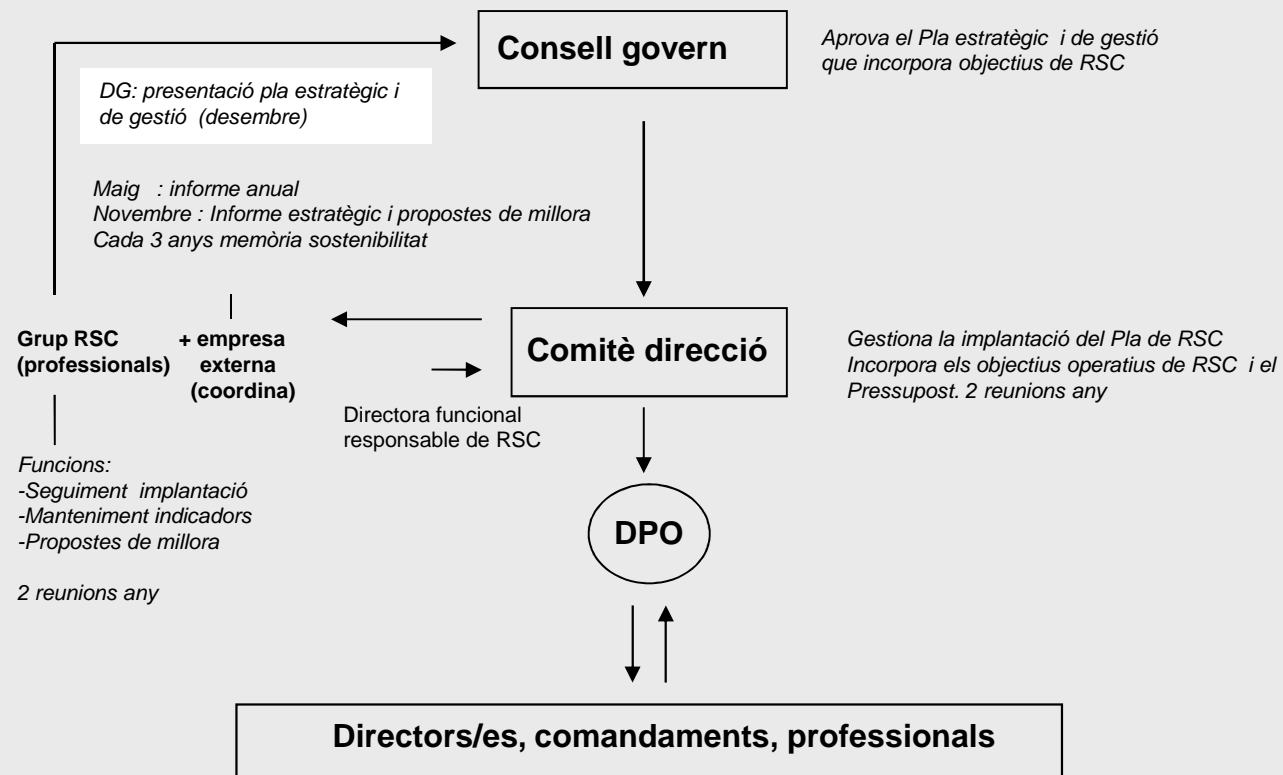 Consell govern
Aprova el Pla estratègic i de gestió
que incorpora objectius de RSC
DG: presentació pla estratègic i
de gestió (desembre)
Maig : informe anual
Novembre : Informe estratègic i propostes de millora
Cada 3 anys memòria sostenibilitat
Grup RSC
(professionals)
+ empresa
externa
(coordina)
Comitè direcció
Gestiona la implantació del Pla de RSC
Incorpora els objectius operatius de RSC i el
Pressupost. 2 reunions any
Directora funcional
responsable de RSC
Funcions:
-Seguiment implantació
-Manteniment indicadors
-Propostes de millora
2 reunions any
DPO
Directors/es, comandaments, professionals